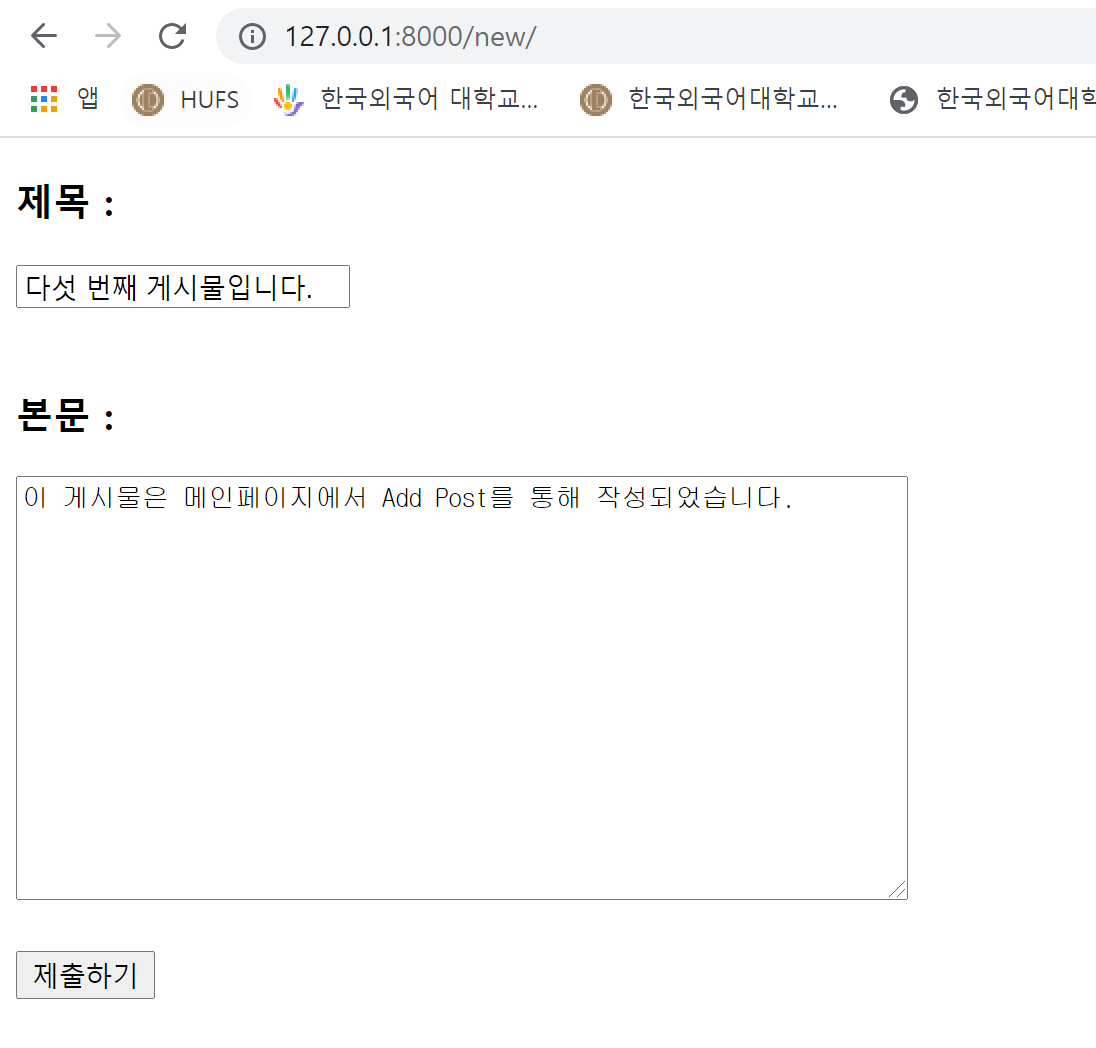 127.0.0.1:8000/new/
앱 HUFS 한국외국어 대학교... 한국외국어대학교... 한국외국어대학
제목 :
다섯 번째 게시물입니다.
본문 :
이 게시물은 메인페이지에서 Add Post를 통해 작성되었습니다.
제출하기